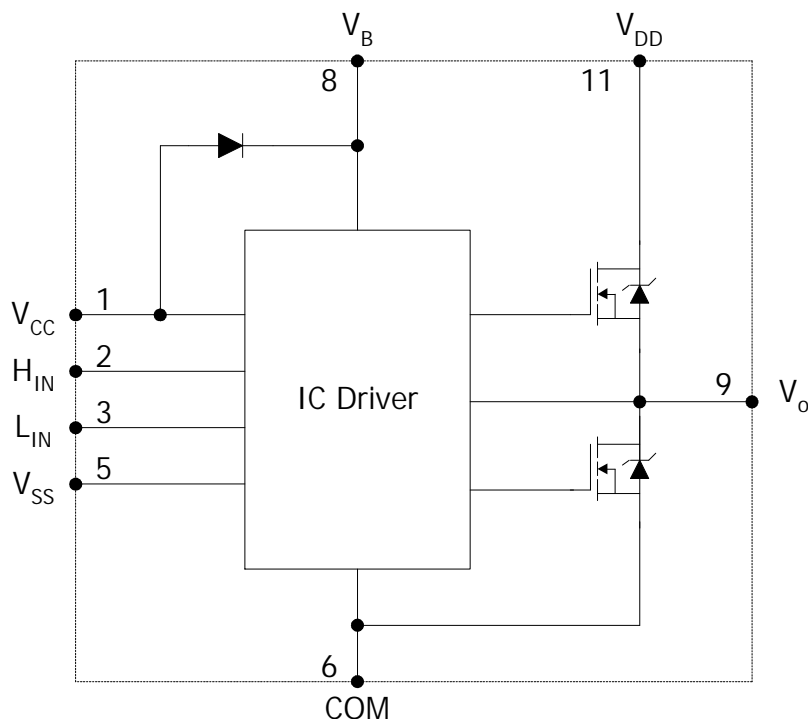 V_B
V_DD
8
11
V_CC
1
H_IN
2
L_IN
3
V_SS
5
IC Driver
9
V_o
6
COM